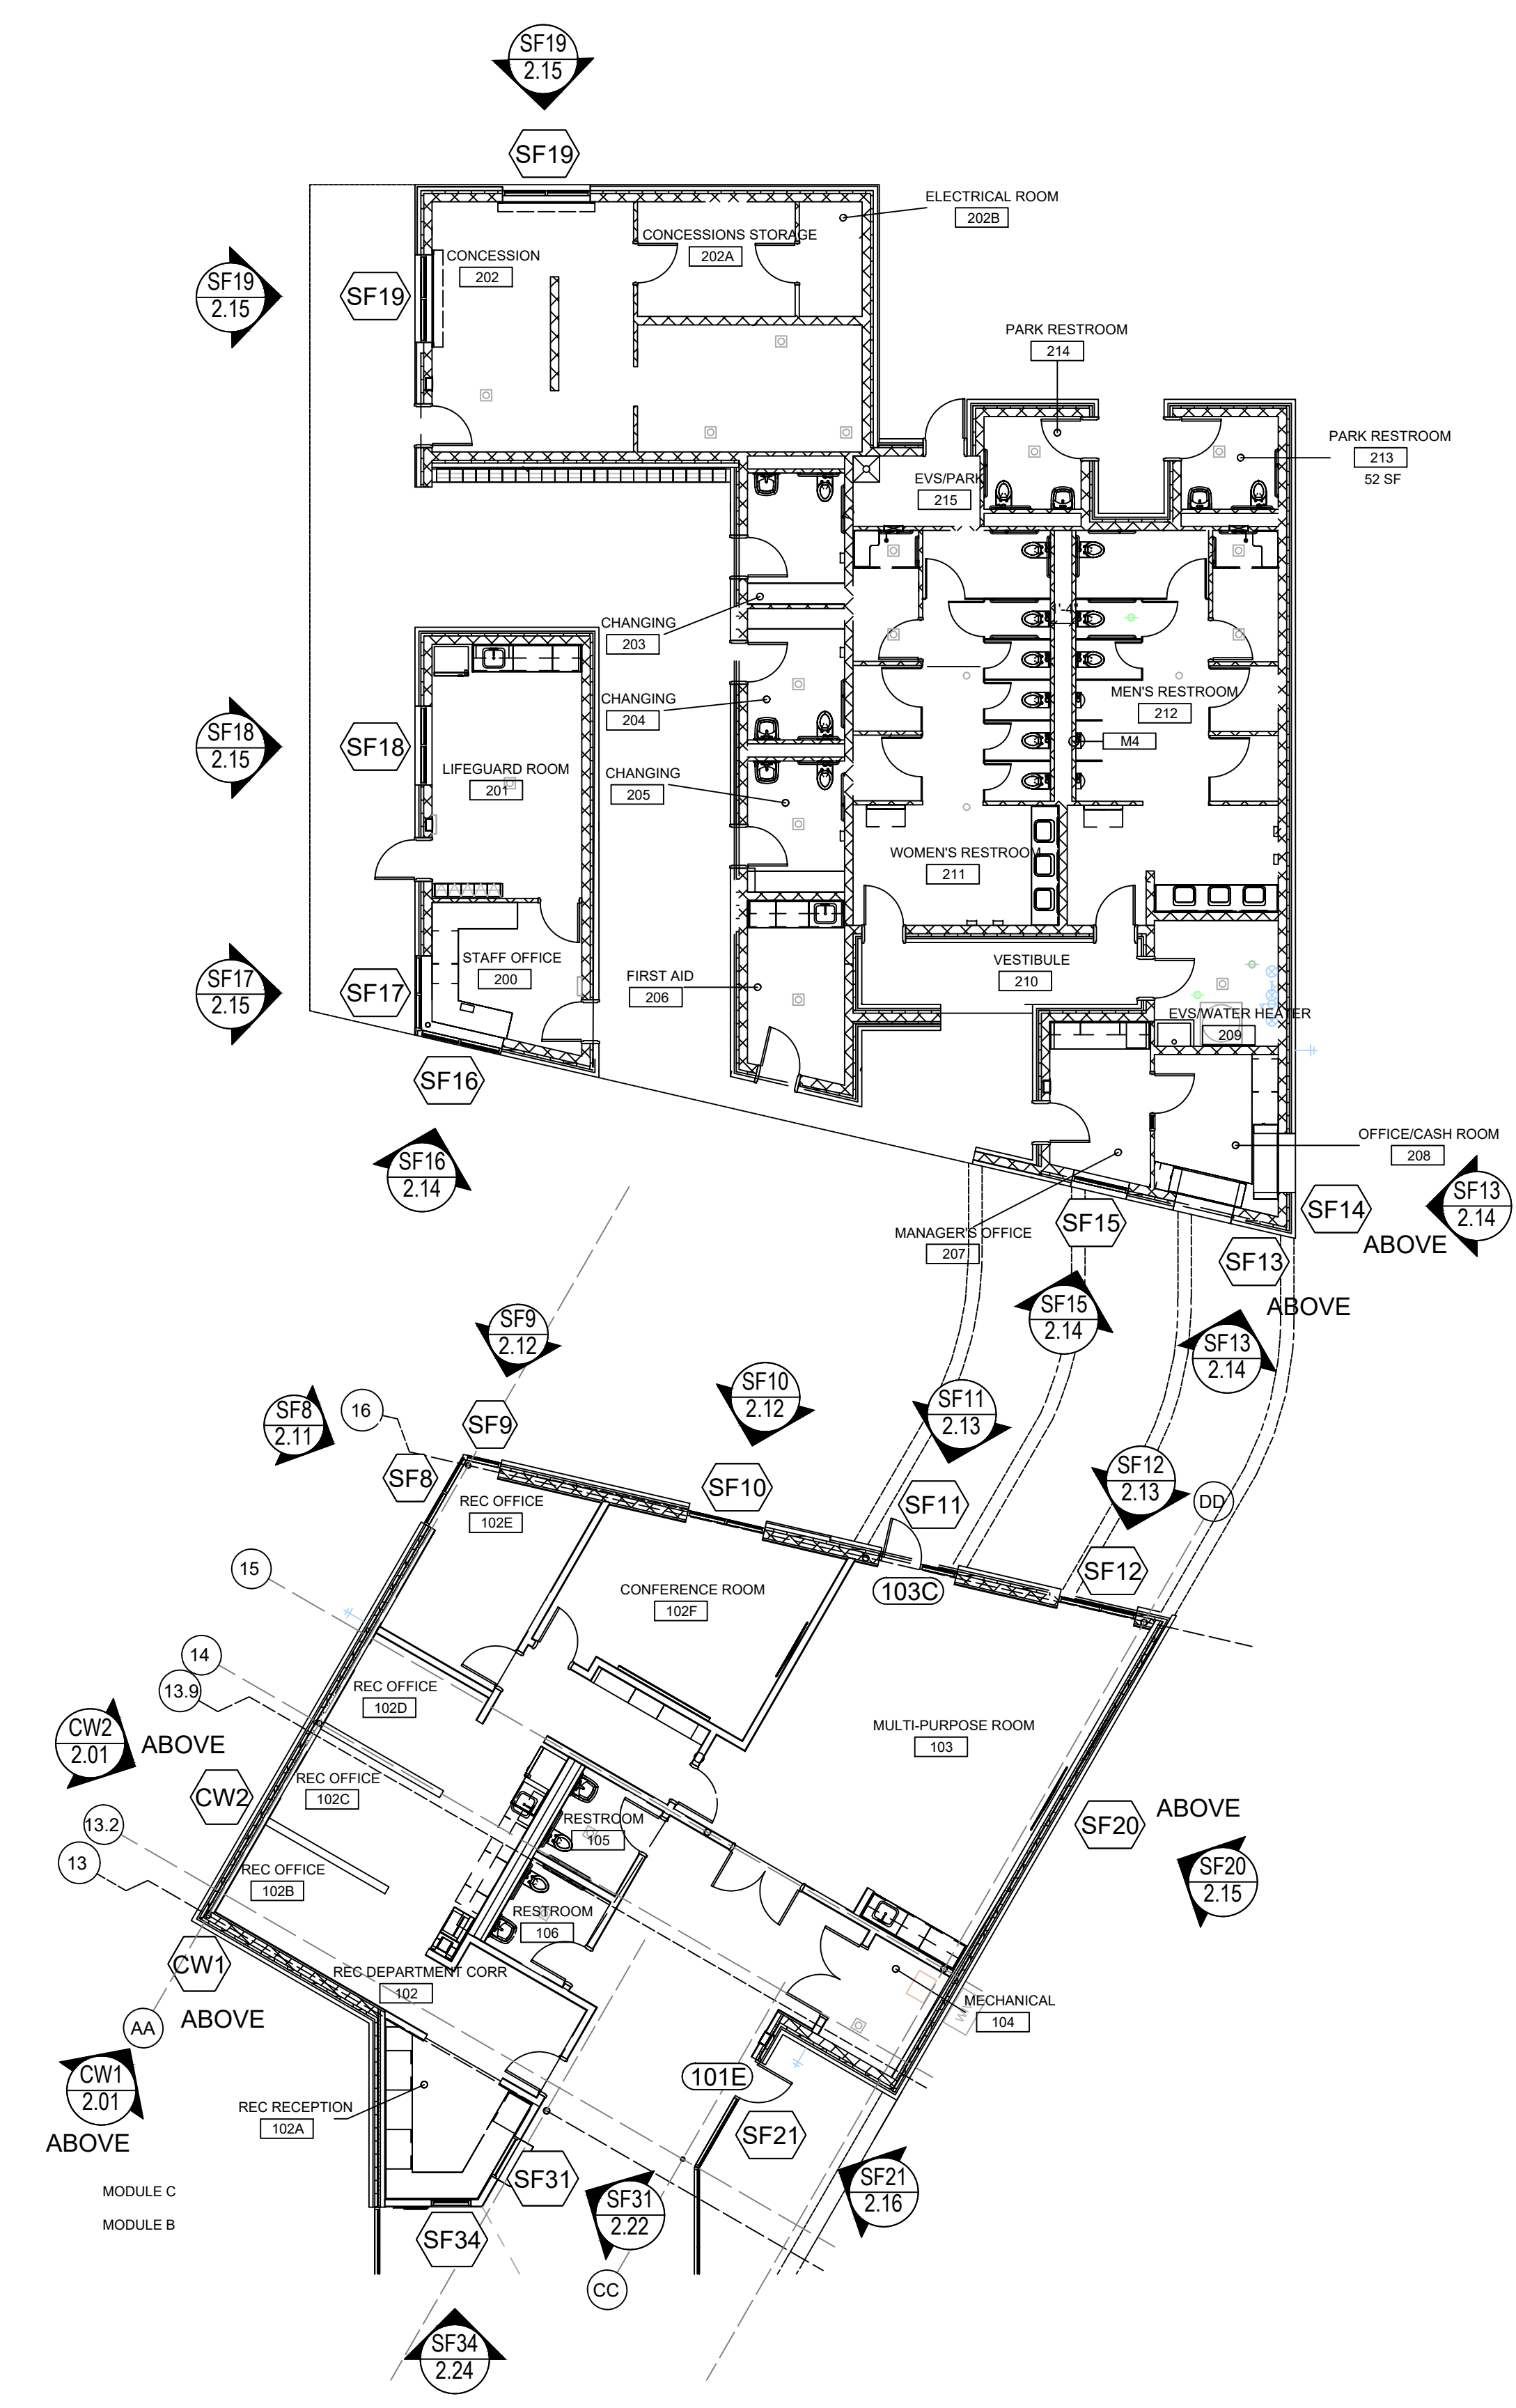 SF19
2.15
SF19
ELECTRICAL ROOM
202B
CONCESSIONS STORAGE
202A
CONCESSION
202
SF19
2.15
SF19
PARK RESTROOM
214
PARK RESTROOM
213
52 SF
EVS/PARK
215
CHANGING
203
CHANGING
204
MEN'S RESTROOM
212
M4
SF18
2.15
SF18
LIFEGUARD ROOM
201
CHANGING
205
WOMEN'S RESTROOM
211
STAFF OFFICE
200
FIRST AID
206
VESTIBULE
210
SF17
2.15
SF17
EVS/WATER HEATER
209
SF16
OFFICE/CASH ROOM
208
SF16
2.14
SF13
2.14
SF14
ABOVE
SF15
MANAGER'S OFFICE
207
SF13
ABOVE
SF15
2.14
SF13
2.14
SF9
2.12
SF10
2.12
SF11
2.13
SF8
2.11
16
SF9
SF8
SF10
SF11
SF12
2.13
DD
REC OFFICE
102E
15
CONFERENCE ROOM
102F
103C
SF12
14
13.9
REC OFFICE
102D
CW2
2.01
ABOVE
MULTI-PURPOSE ROOM
103
CW2
REC OFFICE
102C
RESTROOM
105
SF20
ABOVE
13.2
13
REC OFFICE
102B
SF20
2.15
RESTROOM
106
CW1
ABOVE
REC DEPARTMENT CORR
102
MECHANICAL
104
AA
CW1
2.01
ABOVE
101E
REC RECEPTION
102A
SF21
SF31
SF31
2.22
SF21
2.16
MODULE C
MODULE B
SF34
CC
SF34
2.24